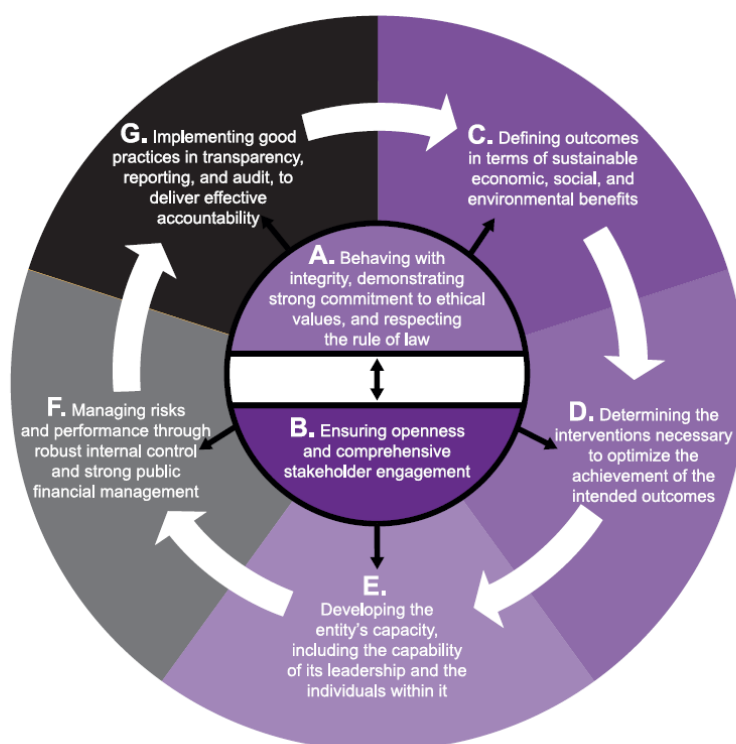 G. Implementing good
practices in transparency,
reporting, and audit, to
deliver effective
accountability
C. Defining outcomes
in terms of sustainable
economic, social, and
environmental benefits
A. Behaving with
integrity, demonstrating
strong commitment to ethical
values, and respecting
the rule of law
B. Ensuring openness
and comprehensive
stakeholder engagement
D. Determining the
interventions necessary
to optimize the
achievement of the
intended outcomes
E.
Developing the
entity's capacity,
including the capability
of its leadership and the
individuals within it
F. Managing risks
and performance through
robust internal control
and strong public
financial management